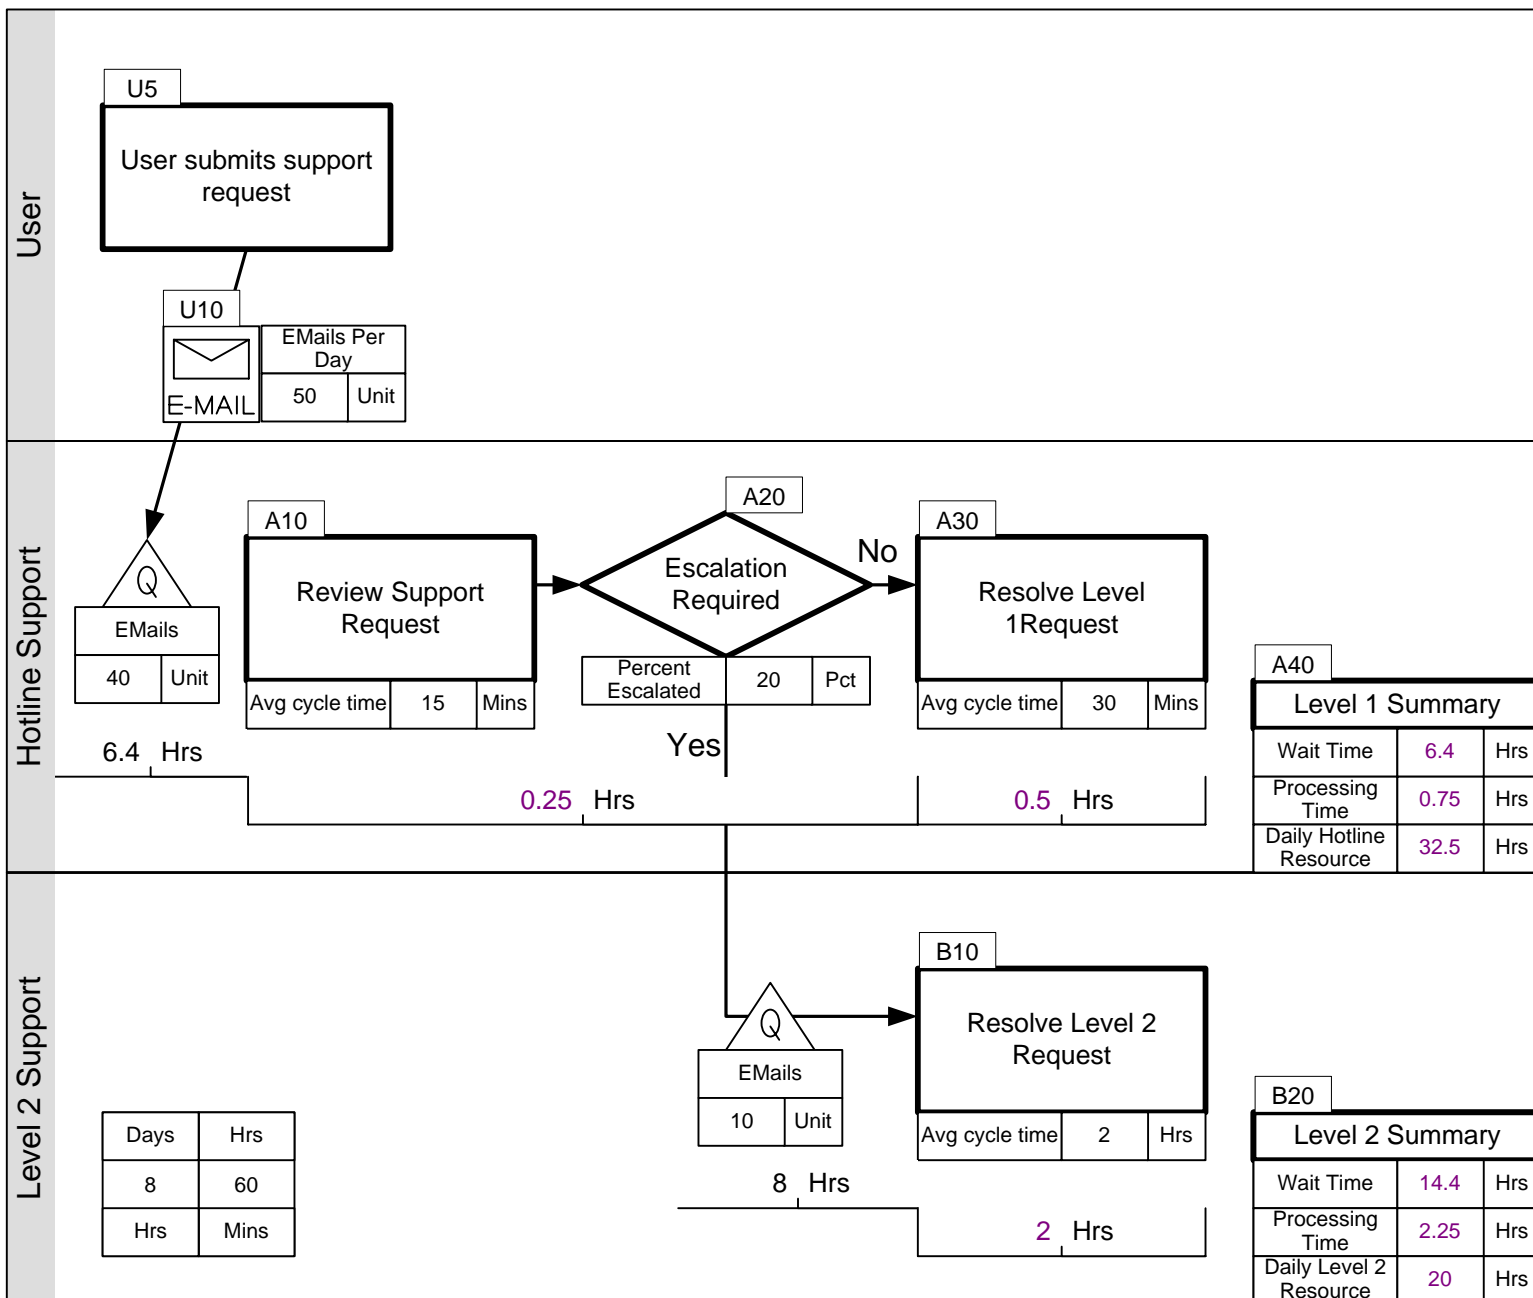 User
U5
User submits support
request
U10
E-MAIL
EMails Per
Day
50 Unit
Hotline Support
Q
EMails
40 Unit
6.4 Hrs
A10
Review Support
Request
Avg cycle time 15 Mins
0.25 Hrs
A20
Escalation
Required
Percent
Escalated
20 Pct
No
Yes
A30
Resolve Level
1Request
Avg cycle time 30 Mins
0.5 Hrs
A40
Level 1 Summary
Wait Time 6.4 Hrs
Processing
Time
0.75 Hrs
Daily Hotline
Resource
32.5 Hrs
Level 2 Support
Days Hrs
8 60
Hrs Mins
Q
EMails
10 Unit
8 Hrs
B10
Resolve Level 2
Request
Avg cycle time 2 Hrs
2 Hrs
B20
Level 2 Summary
Wait Time 14.4 Hrs
Processing
Time
2.25 Hrs
Daily Level 2
Resource
20 Hrs